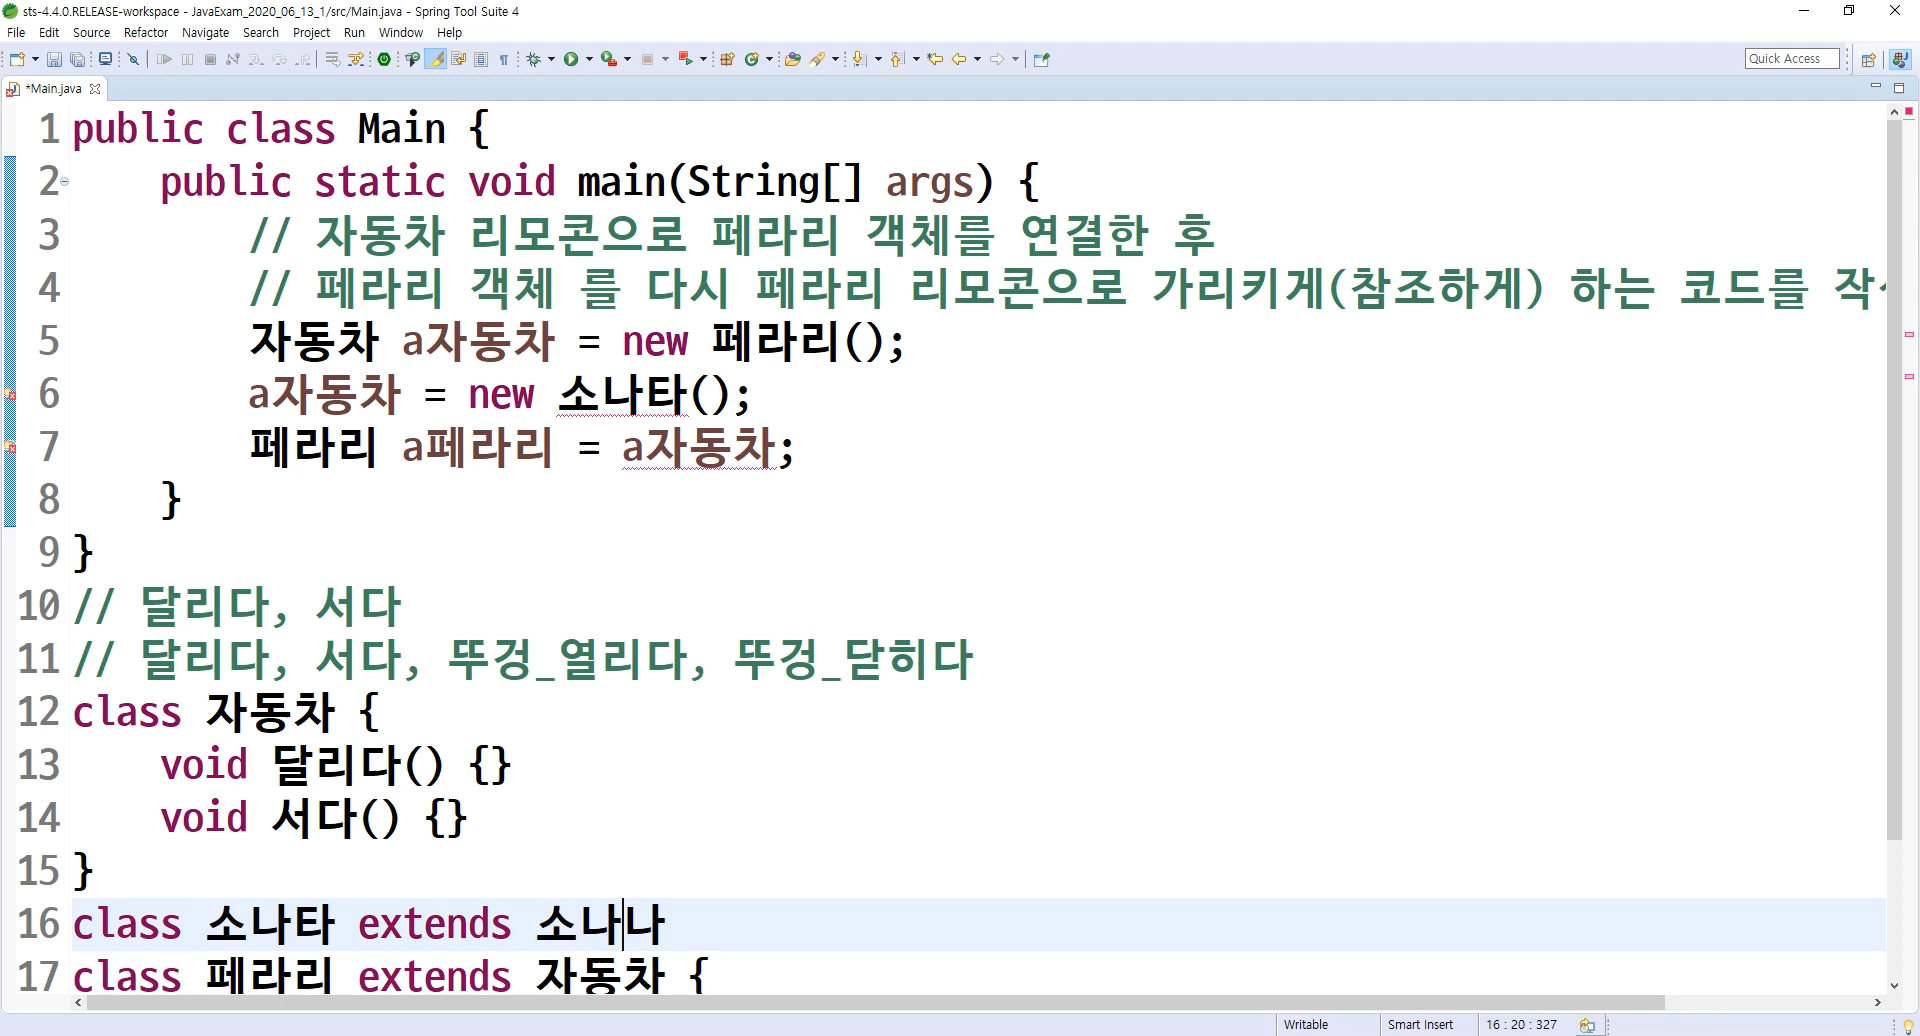 sts-4.4.0.RELEASE-workspace - JavaExam_2020_06_13_1/src/Main.java - Spring Tool Suite 4
File Edit Source Refactor Navigate Search Project Run Window Help
Quick Access
*Main.java
1 public class Main {
2 public static void main(String[] args) {
3 // 자동차 리모콘으로 페라리 객체를 연결한 후
4 // 페라리 객체 를 다시 페라리 리모콘으로 가리키게(참조하게) 하는 코드를 작
5 자동차 a자동차 = new 페라리();
6 a자동차 = new 소나타();
7 페라리 a페라리 = a자동차;
8 }
9 }
10 // 달리다, 서다
11 // 달리다, 서다, 뚜겅_열리다, 뚜겅_닫히다
12 class 자동차 {
13 void 달리다() {}
14 void 서다() {}
15 }
16 class 소나타 extends 소나나
17 class 페라리 extends 자동차 {
Writable Smart Insert 16 : 20 : 327